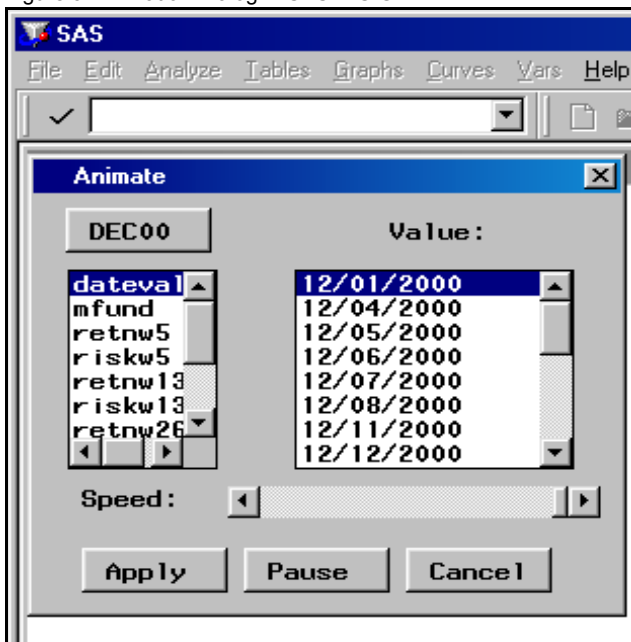 SAS
File Edit Analyze Tables Graphs Curves Vars Help
Animate
DEC00
Value:
dateval
mfund
retnw5
riskw5
retnw13
riskw13
retnw26
12/01/2000
12/04/2000
12/05/2000
12/06/2000
12/07/2000
12/08/2000
12/11/2000
12/12/2000
Speed:
Apply Pause Cancel